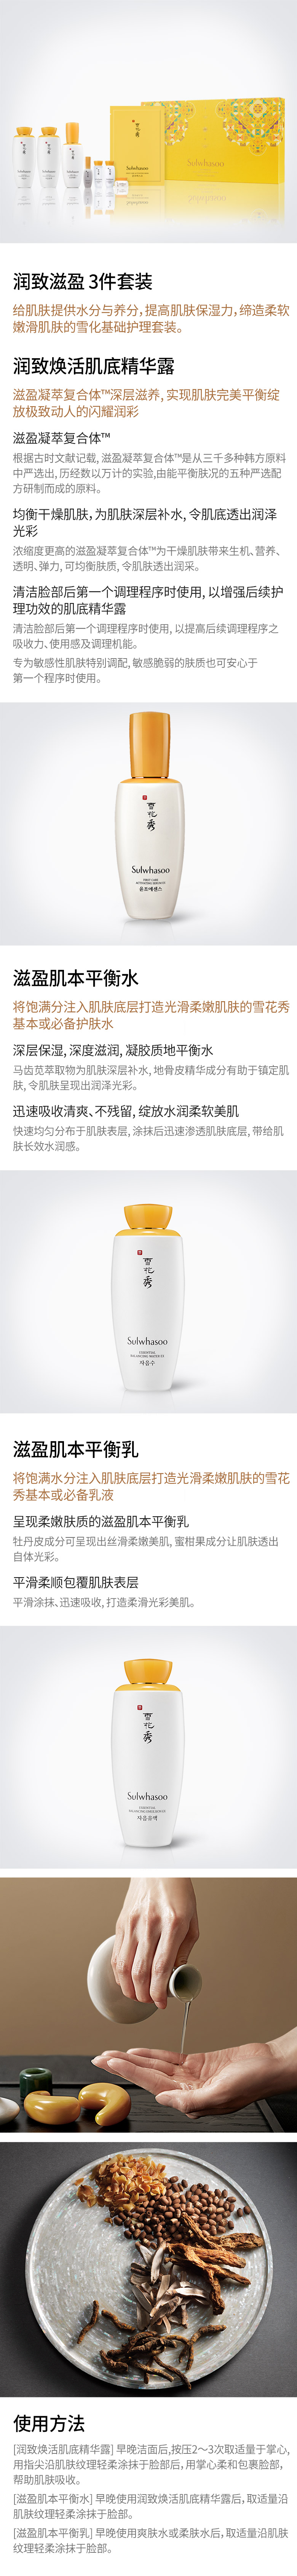 Sulwhasoo
润致滋盈 3件套装
给肌肤提供水分与养分，提高肌肤保湿力，缔造柔软
嫩滑肌肤的雪化基础护理套装。
润致焕活肌底精华露
滋盈凝萃复合体™深层滋养, 实现肌肤完美平衡绽
放极致动人的闪耀润彩
滋盈凝萃复合体™
根据古时文献记载, 滋盈凝萃复合体™是从三千多种韩方原料
中严选出, 历经数以万计的实验,由能平衡肤况的五种严选配
方研制而成的原料。
均衡干燥肌肤，为肌肤深层补水, 令肌底透出润泽
光彩
浓缩度更高的滋盈凝萃复合体™为干燥肌肤带来生机、营养、
透明、弹力, 可均衡肤质, 令肌肤透出润采。
清洁脸部后第一个调理程序时使用, 以增强后续护
理功效的肌底精华露
清洁脸部后第一个调理程序时使用, 以提高后续调理程序之
吸收力、使用感及调理机能。
专为敏感性肌肤特别调配, 敏感脆弱的肤质也可安心于
第一个程序时使用。
雪花秀
Sulwhasoo
FIRST CARE
ACTIVATING SERUM EX
윤조에센스
滋盈肌本平衡水
将饱满分注入肌肤底层打造光滑柔嫩肌肤的雪花秀
基本或必备护肤水
深层保湿, 深度滋润, 凝胶质地平衡水
马齿苋萃取物为肌肤深层补水, 地骨皮精华成分有助于镇定肌
肤, 令肌肤呈现出润泽光彩。
迅速吸收清爽、不残留, 绽放水润柔软美肌
快速均匀分布于肌肤表层, 涂抹后迅速渗透肌肤底层, 带给肌
肤长效水润感。
雪花秀
Sulwhasoo
ESSENTIAL
BALANCING WATER EX
자음수
滋盈肌本平衡乳
将饱满水分注入肌肤底层打造光滑柔嫩肌肤的雪花
秀基本或必备乳液
呈现柔嫩肤质的滋盈肌本平衡乳
牡丹皮成分可呈现出丝滑柔嫩美肌, 蜜柑果成分让肌肤透出
自体光彩。
平滑柔顺包覆肌肤表层
平滑涂抹、迅速吸收, 打造柔滑光彩美肌。
雪花秀
Sulwhasoo
ESSENTIAL
BALANCING EMULSION EX
자음유액
使用方法
[润致焕活肌底精华露] 早晚洁面后,按压2～3次取适量于掌心,
用指尖沿肌肤纹理轻柔涂抹于脸部后，用掌心柔和包裹脸部，
帮助肌肤吸收。
[滋盈肌本平衡水] 早晚使用润致焕活肌底精华露后，取适量沿
肌肤纹理轻柔涂抹于脸部。
[滋盈肌本平衡乳] 早晚使用爽肤水或柔肤水后，取适量沿肌肤
纹理轻柔涂抹于脸部。